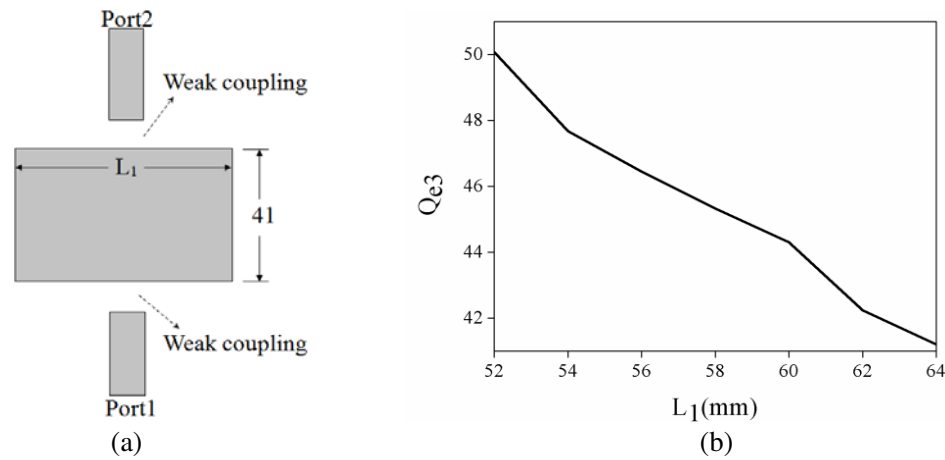 Port2
Weak coupling
L1
41
Weak coupling
Port1
(a)
50
48
46
44
42
Qe3
52 54 56 58 60 62 64
L1(mm)
(b)